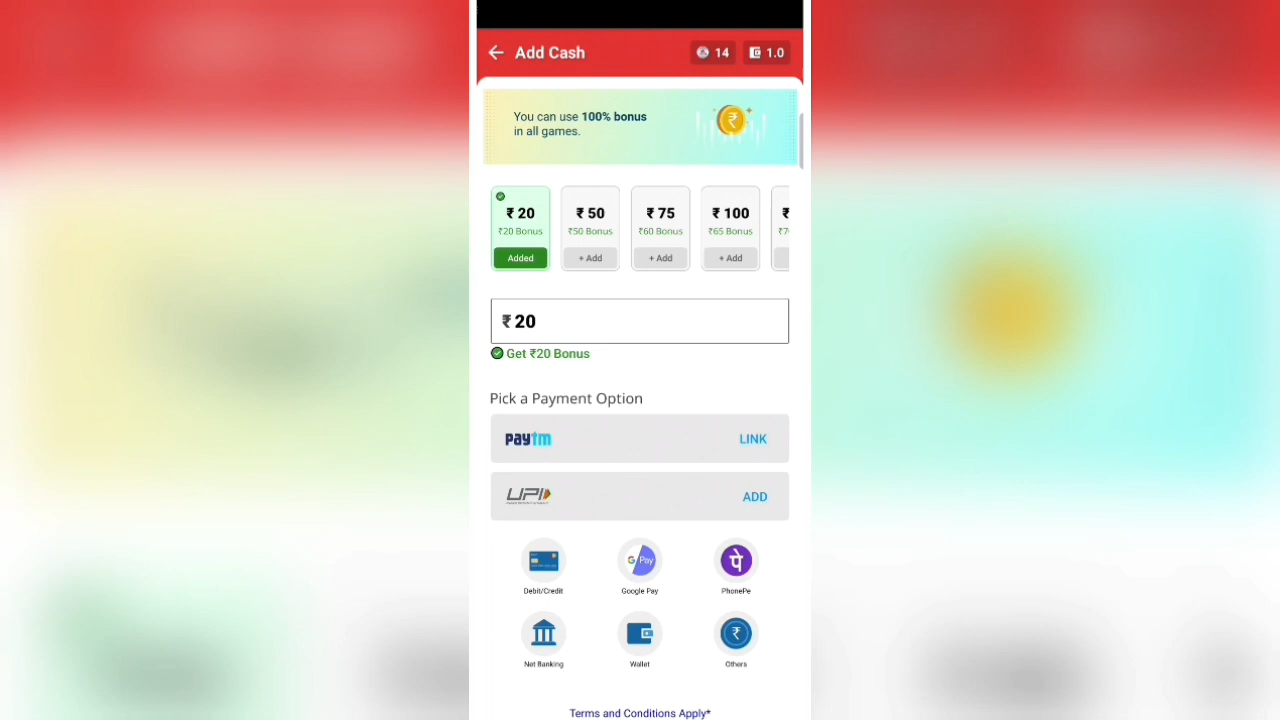 Add Cash
14
1.0
You can use 100% bonus
in all games.
₹ 20
₹20 Bonus
Added
₹ 50
₹50 Bonus
+ Add
₹ 75
₹60 Bonus
+ Add
₹ 100
₹65 Bonus
+ Add
₹
₹ 20
Get ₹20 Bonus
Pick a Payment Option
paytm
LINK
UPI
ADD
Debit/Credit
G Pay
Google Pay
पे
PhonePe
Net Banking
Wallet
₹
Others
Terms and Conditions Apply*